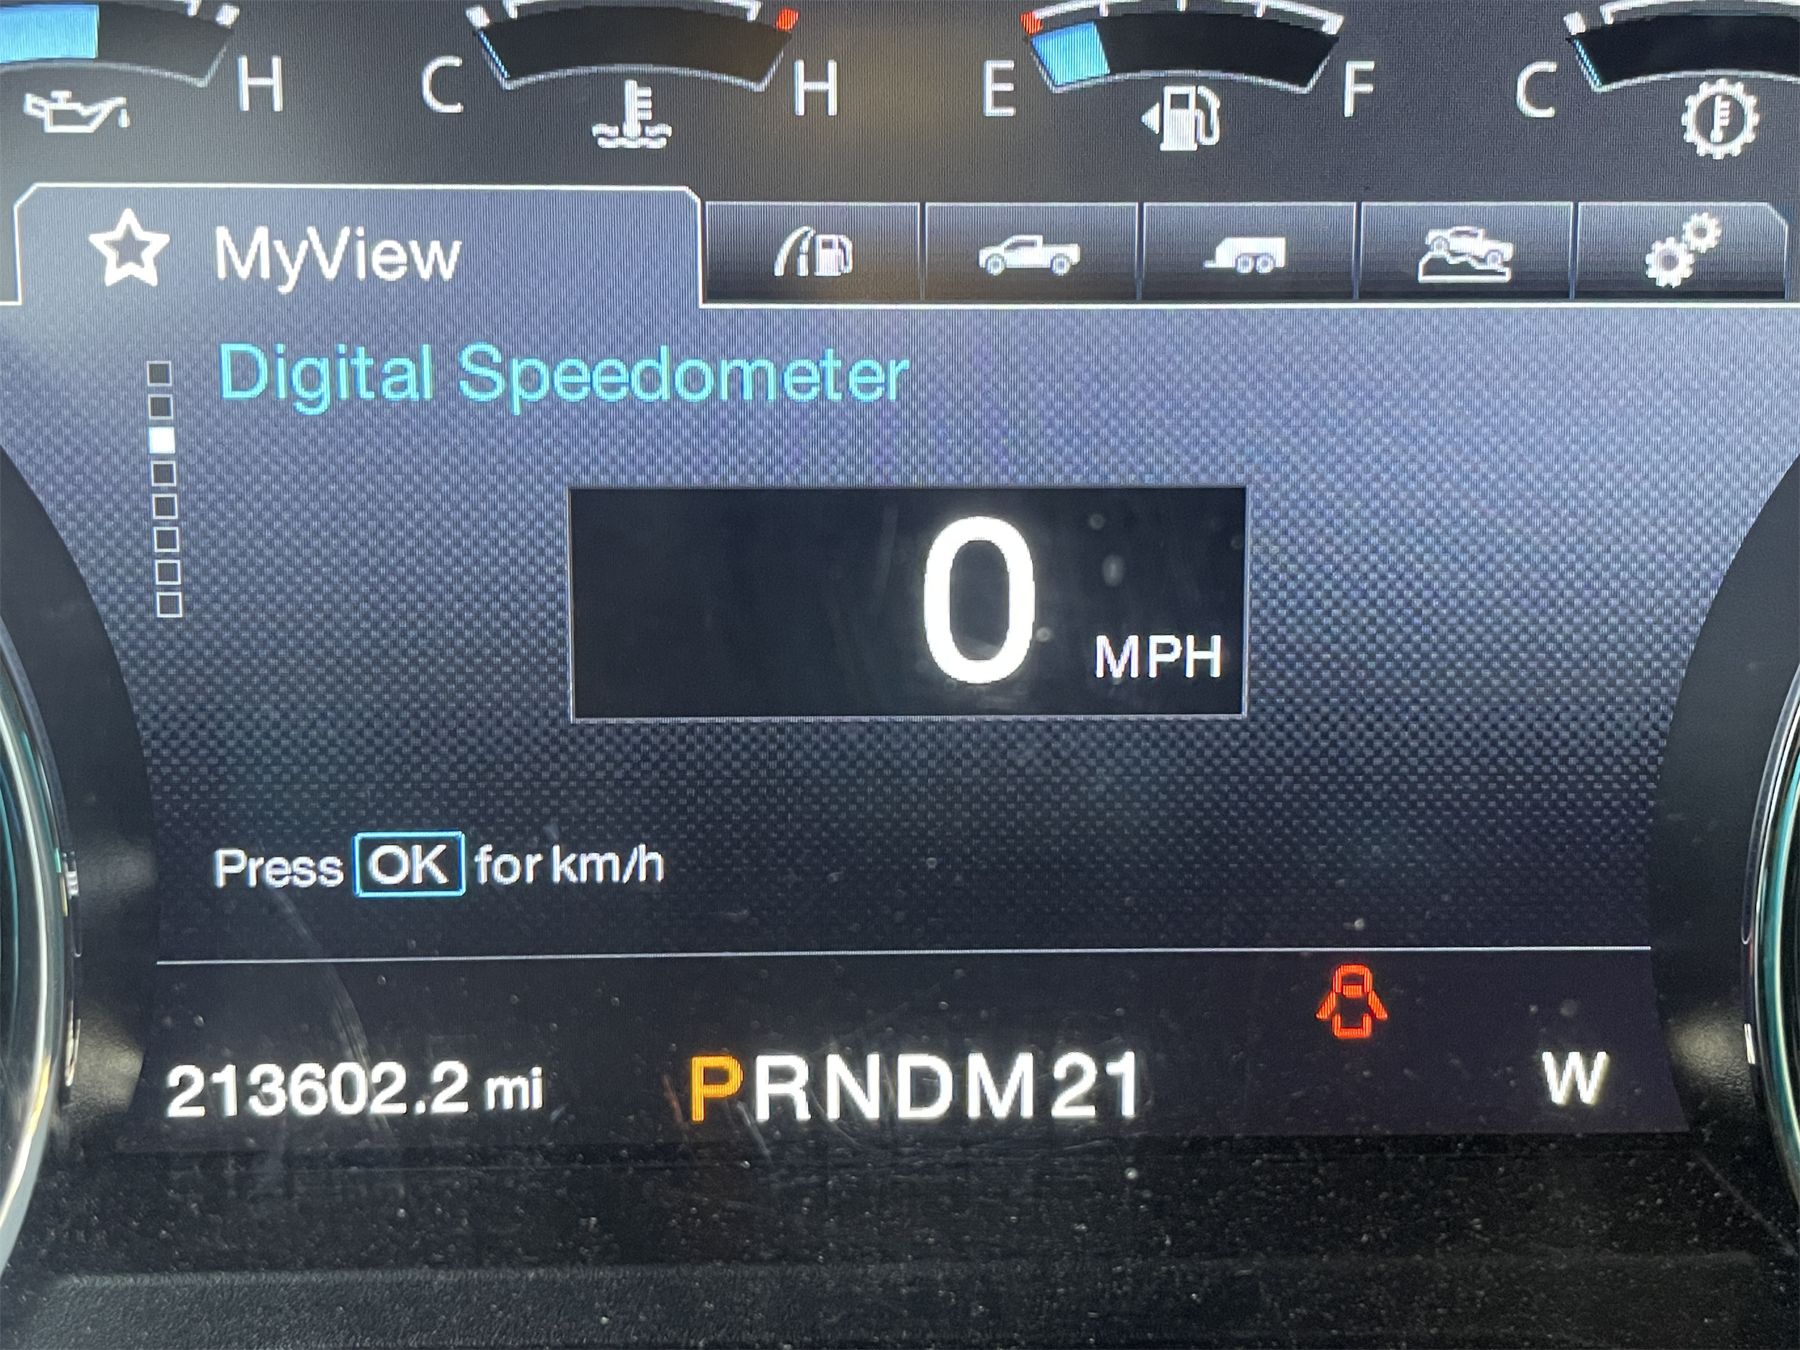 H C H E F C
MyView
Digital Speedometer
0 MPH
Press OK for km/h
213602.2 mi PRNDM21 W